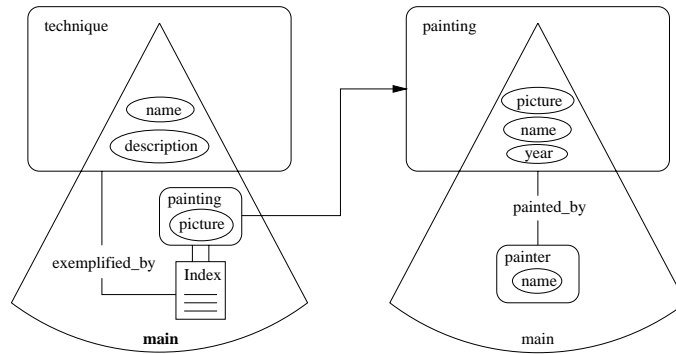 technique
name
description
painting
picture
exemplified_by
Index
main
painting
picture
name
year
painted_by
painter
name
main